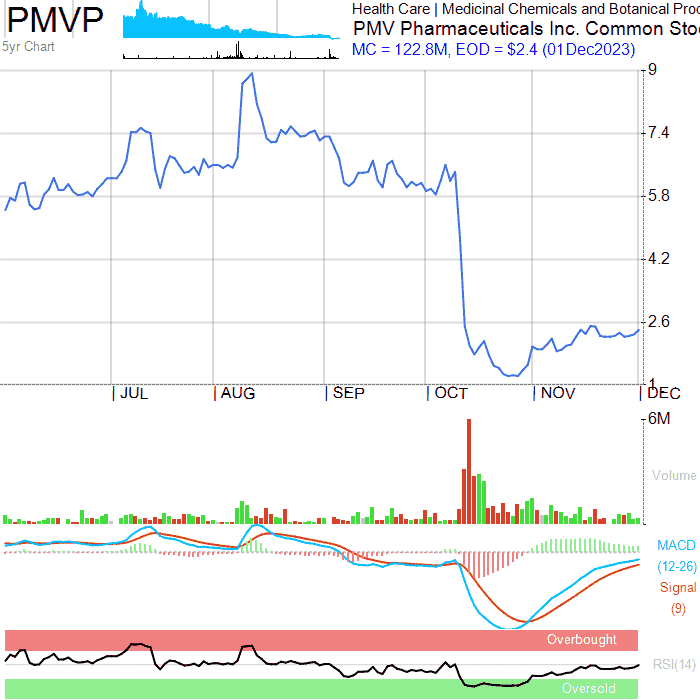 PMVP
5yr Chart
Health Care | Medicinal Chemicals and Botanical Proc
PMV Pharmaceuticals Inc. Common Stoc
MC = 122.8M, EOD = $2.4 (01Dec2023)
9
7.4
5.8
4.2
2.6
1
JUL AUG SEP OCT NOV DEC
6M
Volume
MACD
(12-26)
Signal
(9)
Overbought
RSI(14)
Oversold